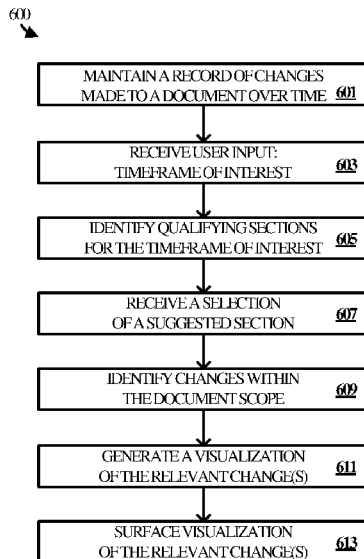 600
MAINTAIN A RECORD OF CHANGES
MADE TO A DOCUMENT OVER TIME 601
RECEIVE USER INPUT:
TIMEFRAME OF INTEREST 603
IDENTIFY QUALIFYING SECTIONS
FOR THE TIMEFRAME OF INTEREST 605
RECEIVE A SELECTION
OF A SUGGESTED SECTION 607
IDENTIFY CHANGES WITHIN
THE DOCUMENT SCOPE 609
GENERATE A VISUALIZATION
OF THE RELEVANT CHANGE(S) 611
SURFACE VISUALIZATION
OF THE RELEVANT CHANGE(S) 613